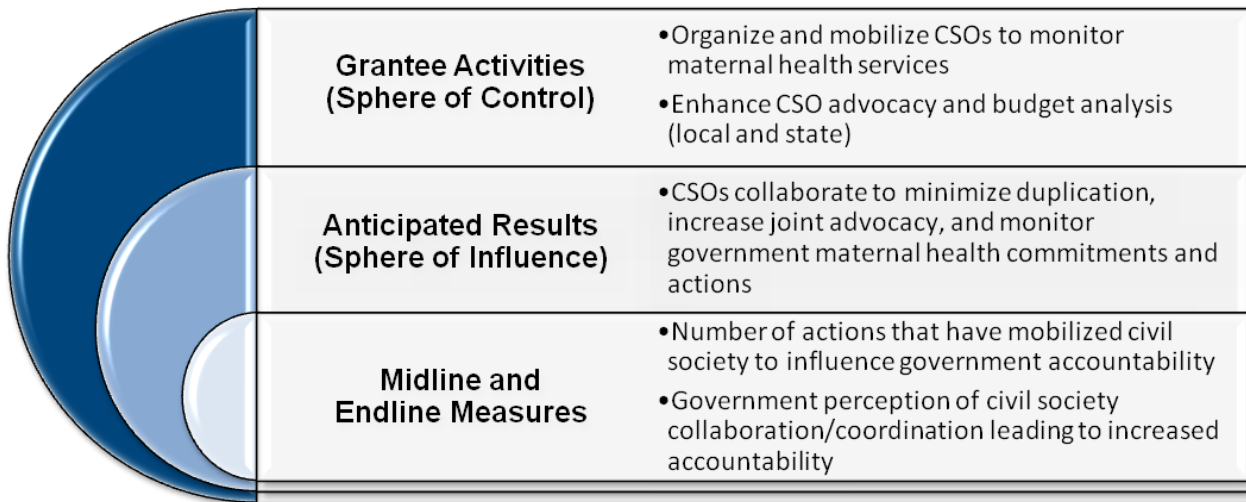 Grantee Activities
(Sphere of Control)
•Organize and mobilize CSOs to monitor
maternal health services
•Enhance CSO advocacy and budget analysis
(local and state)
Anticipated Results
(Sphere of Influence)
•CSOs collaborate to minimize duplication,
increase joint advocacy, and monitor
government maternal health commitments and
actions
Midline and
Endline Measures
•Number of actions that have mobilized civil
society to influence government accountability
•Government perception of civil society
collaboration/coordination leading to increased
accountability